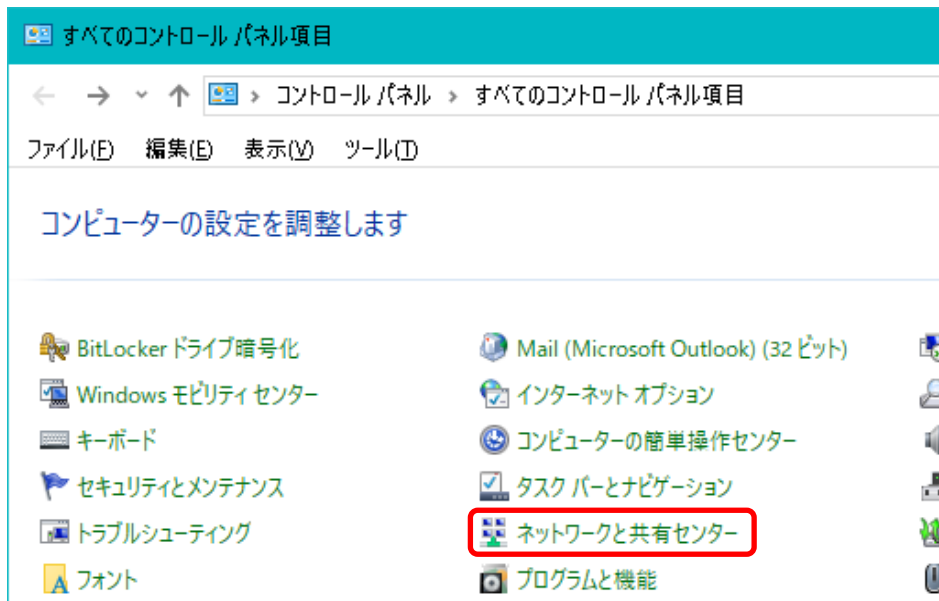 すべてのコントロール パネル項目
コントロール パネル › すべてのコントロール パネル項目
ファイル(F) 編集(E) 表示(V) ツール(T)
コンピューターの設定を調整します
BitLocker ドライブ暗号化
Mail (Microsoft Outlook) (32 ビット)
Windows モビリティ センター
インターネット オプション
キーボード
コンピューターの簡単操作センター
セキュリティとメンテナンス
タスク バーとナビゲーション
トラブルシューティング
ネットワークと共有センター
フォント
プログラムと機能